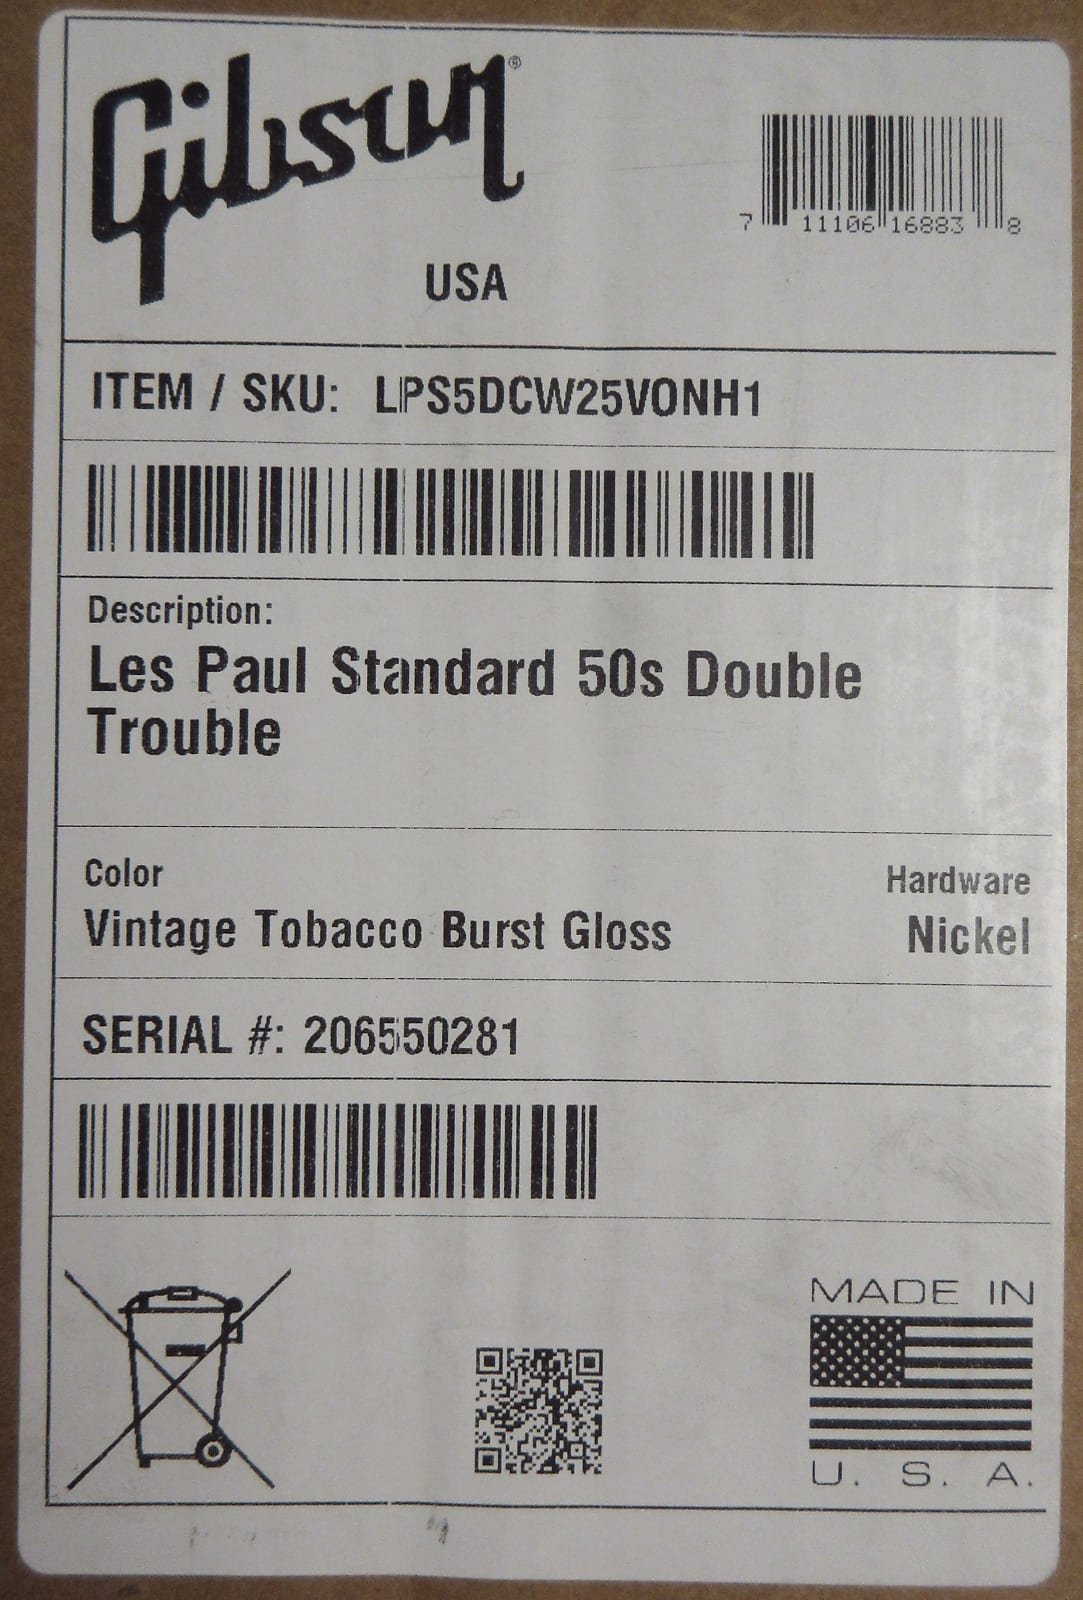 Gibson®
USA
7 11106 16883 8
ITEM / SKU: LPS5DCW25VONH1
Description:
Les Paul Standard 50s Double
Trouble
Color
Hardware
Vintage Tobacco Burst Gloss
Nickel
SERIAL #: 206550281
MADE IN
U. S. A.